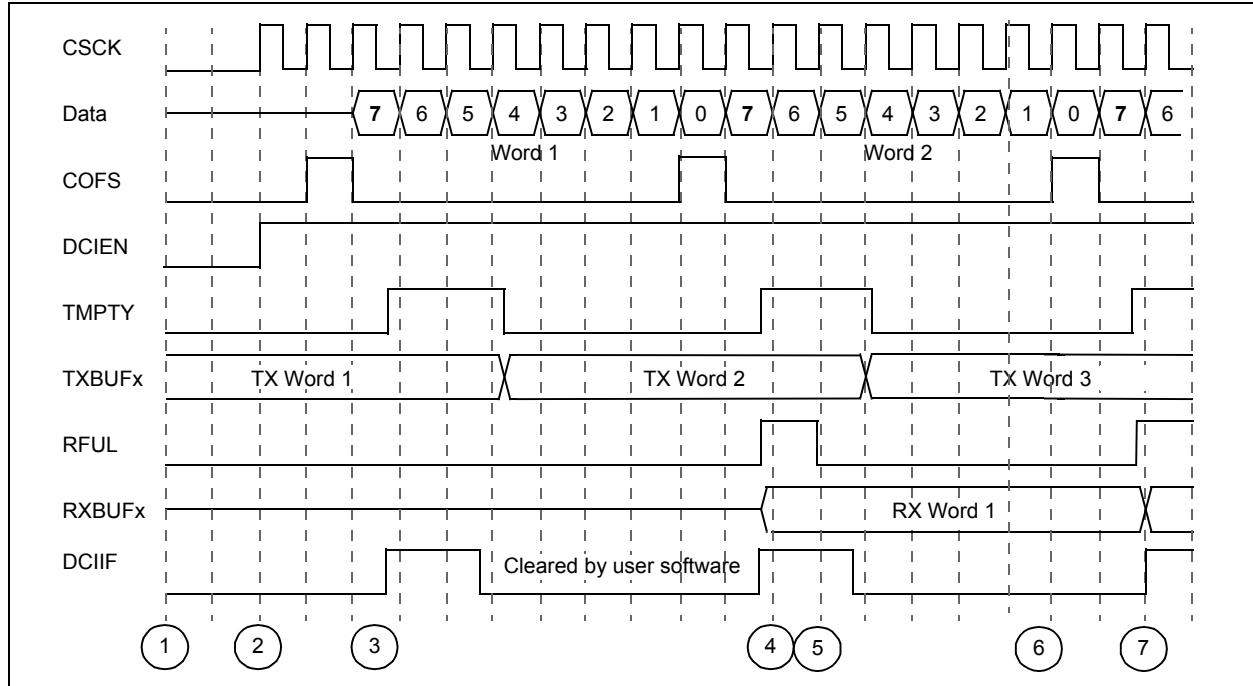 CSCK
Data 7 6 5 4 3 2 1 0 7 6 5 4 3 2 1 0 7 6
Word 1 Word 2
COFS
DCIEN
TMPTY
TXBUFx TX Word 1 TX Word 2 TX Word 3
RFUL
RXBUFx RX Word 1
DCIIF Cleared by user software
1 2 3 4 5 6 7